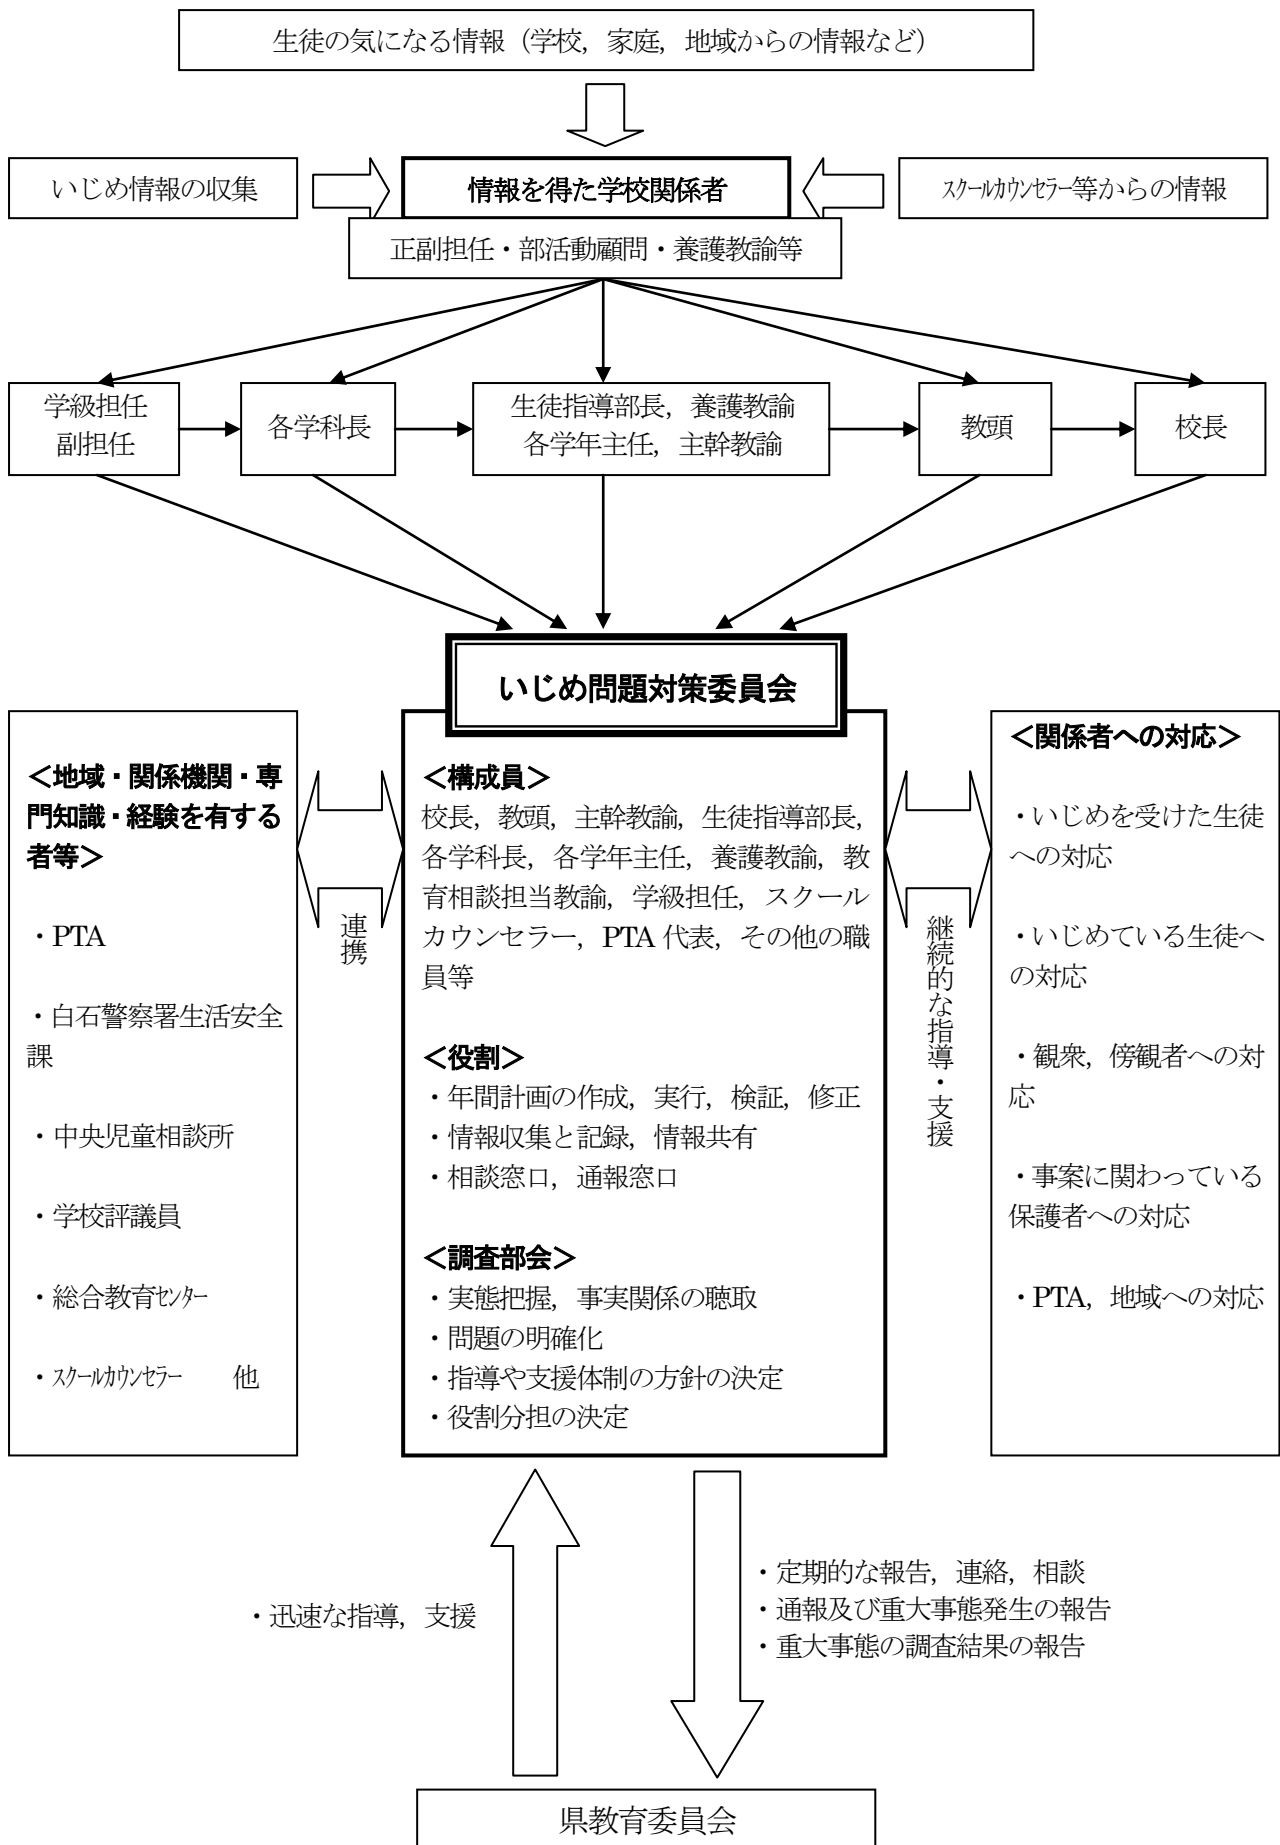 生徒の気になる情報（学校，家庭，地域からの情報など）
いじめ情報の収集
情報を得た学校関係者
スクールカウンセラー等からの情報
正副担任・部活動顧問・養護教諭等
学級担任
副担任
各学科長
生徒指導部長，養護教諭
各学年主任，主幹教諭
教頭
校長
いじめ問題対策委員会
＜地域・関係機関・専
門知識・経験を有する
者等＞
・PTA
・白石警察署生活安全
課
・中央児童相談所
・学校評議員
・総合教育センター
・スクールカウンセラー　他
連携
＜構成員＞
校長，教頭，主幹教諭，生徒指導部長，
各学科長，各学年主任，養護教諭，教
育相談担当教諭，学級担任，スクール
カウンセラー，PTA 代表，その他の職
員等
＜役割＞
・年間計画の作成，実行，検証，修正
・情報収集と記録，情報共有
・相談窓口，通報窓口
＜調査部会＞
・実態把握，事実関係の聴取
・問題の明確化
・指導や支援体制の方針の決定
・役割分担の決定
継続的な指導・支援
＜関係者への対応＞
・いじめを受けた生徒
への対応
・いじめている生徒へ
の対応
・観衆，傍観者への対
応
・事案に関わっている
保護者への対応
・PTA，地域への対応
・迅速な指導，支援
・定期的な報告，連絡，相談
・通報及び重大事態発生の報告
・重大事態の調査結果の報告
県教育委員会